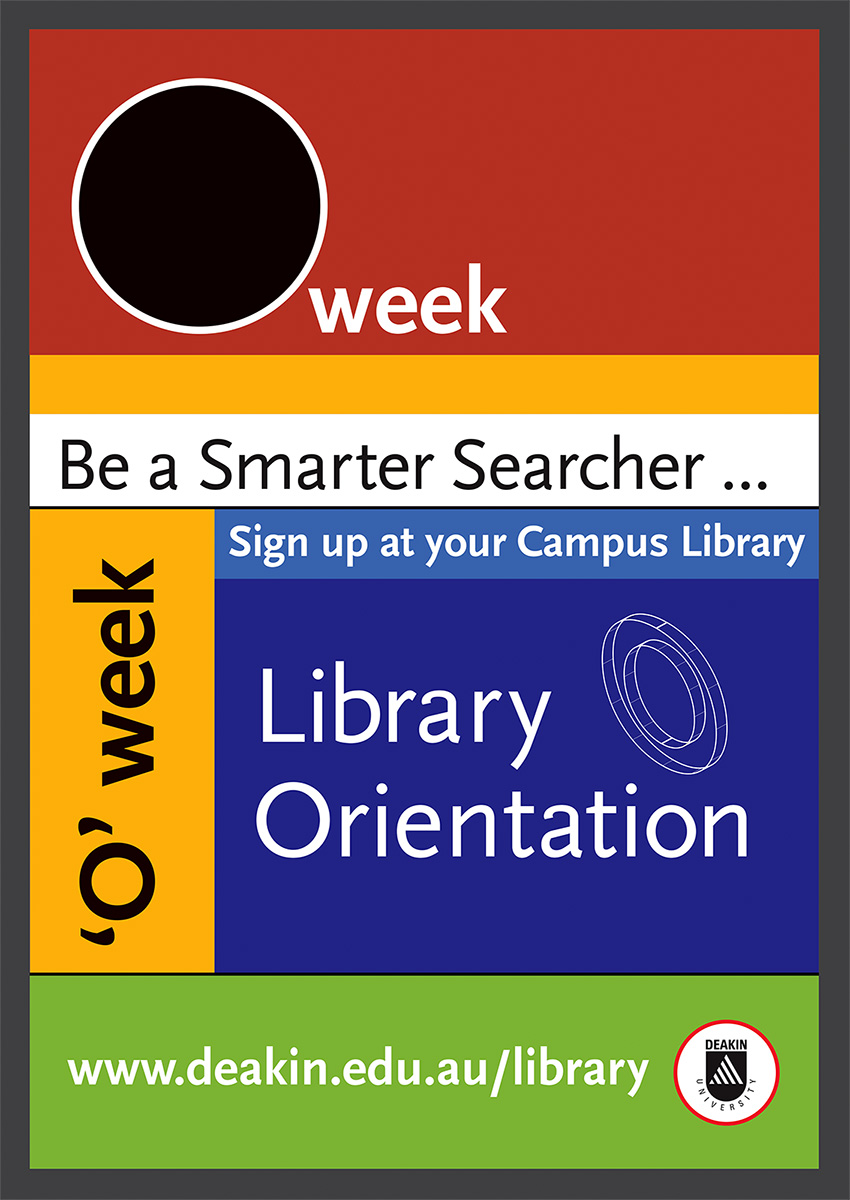 week
Be a Smarter Searcher ...
Sign up at your Campus Library
‘O’ week
Library
Orientation
www.deakin.edu.au/library
DEAKIN
UNIVERSITY